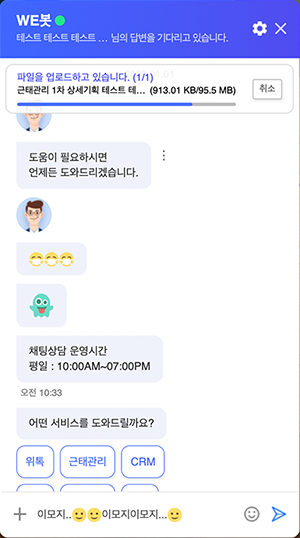 WE봇
테스트 테스트 테스트 ... 님의 답변을 기다리고 있습니다.
파일을 업로드하고 있습니다. (1/1)
근태관리 1차 상세기획 테스트 테... (913.01 KB/95.5 MB)
취소
도움이 필요하시면
언제든 도와드리겠습니다.
채팅상담 운영시간
평일 : 10:00AM~07:00PM
오전 10:33
어떤 서비스를 도와드릴까요?
위톡
근태관리
CRM
이모지..🙂🙂이모지이모지...🙂